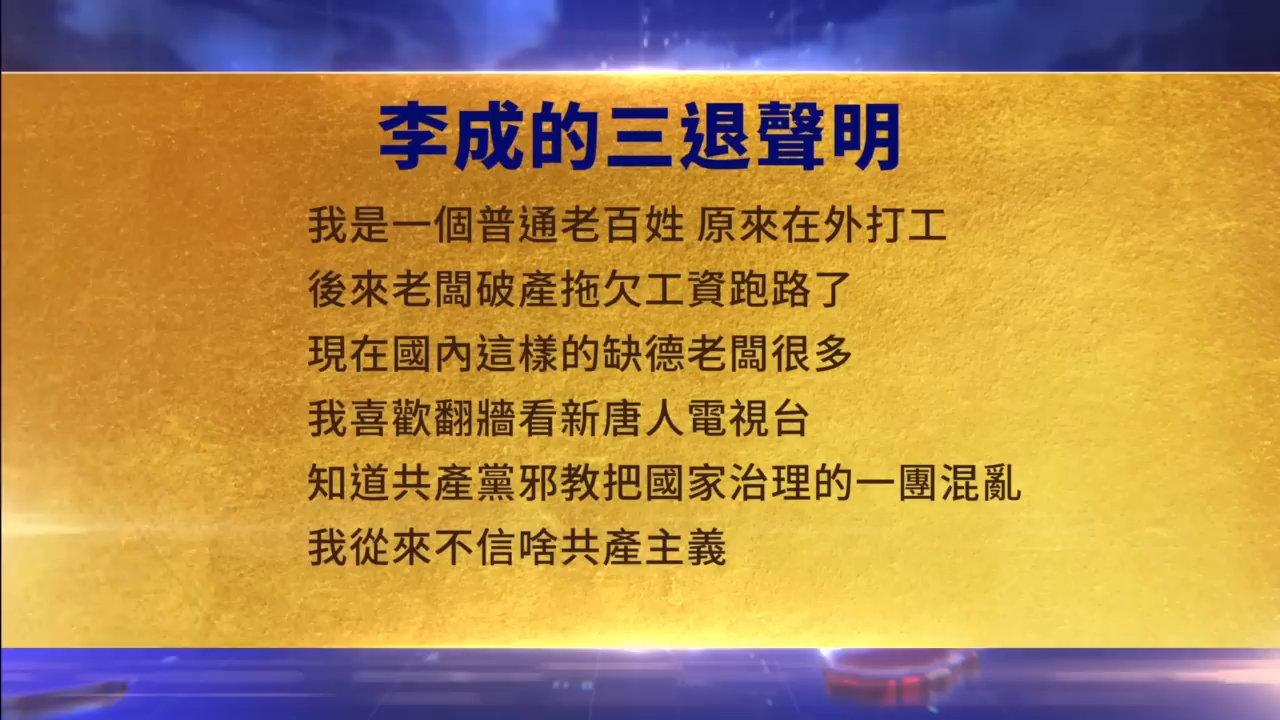 李成的三退聲明
我是一個普通老百姓 原來在外打工
後來老闆破產拖欠工資跑路了
現在國內這樣的缺德老闆很多
我喜歡翻牆看新唐人電視台
知道共產黨邪教把國家治理的一團混亂
我從來不信啥共產主義